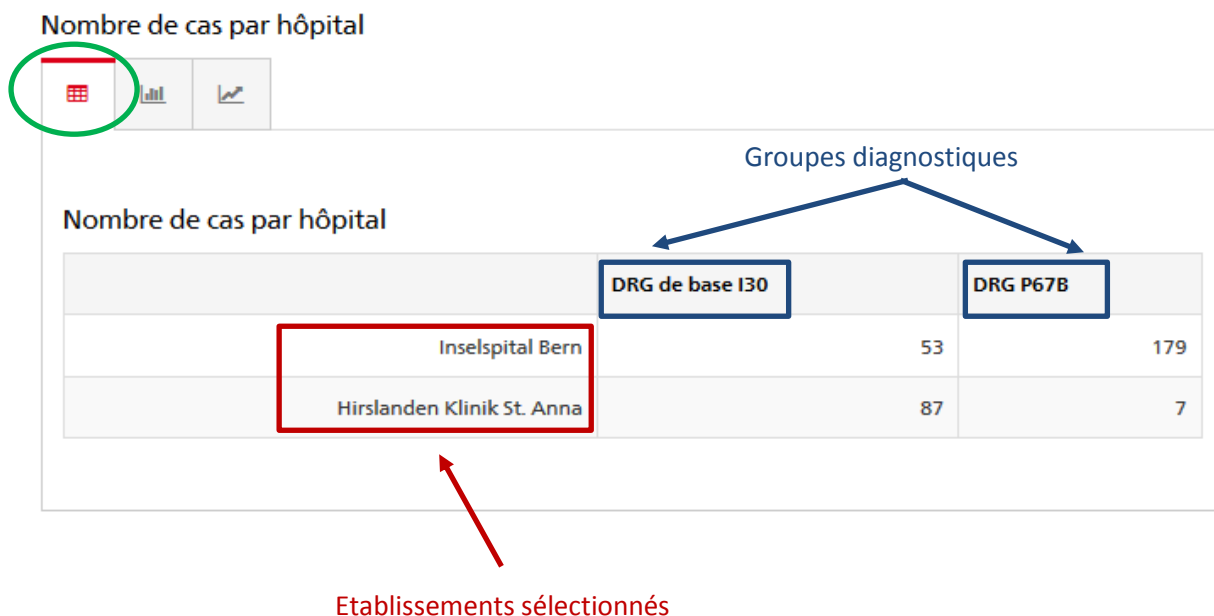 Nombre de cas par hôpital
Groupes diagnostiques
Nombre de cas par hôpital
DRG de base I30 DRG P67B
Inselspital Bern 53 179
Hirslanden Klinik St. Anna 87 7
Etablissements sélectionnés